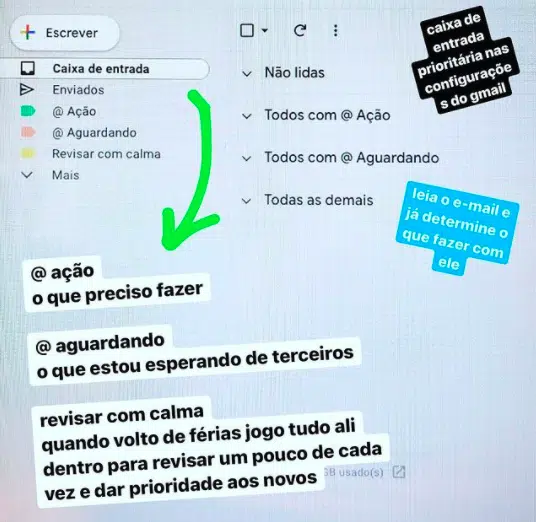 Escrever
Caixa de entrada
Enviados
@ Ação
@ Aguardando
Revisar com calma
Mais
Não lidas
Todos com @ Ação
Todos com @ Aguardando
Todas as demais
caixa de
entrada
prioritária nas
configuraçõe
s do gmail
leia o e-mail e
já determine o
que fazer com
ele
@ ação
o que preciso fazer
@ aguardando
o que estou esperando de terceiros
revisar com calma
quando volto de férias jogo tudo ali
dentro para revisar um pouco de cada
vez e dar prioridade aos novos
GB usado(s)